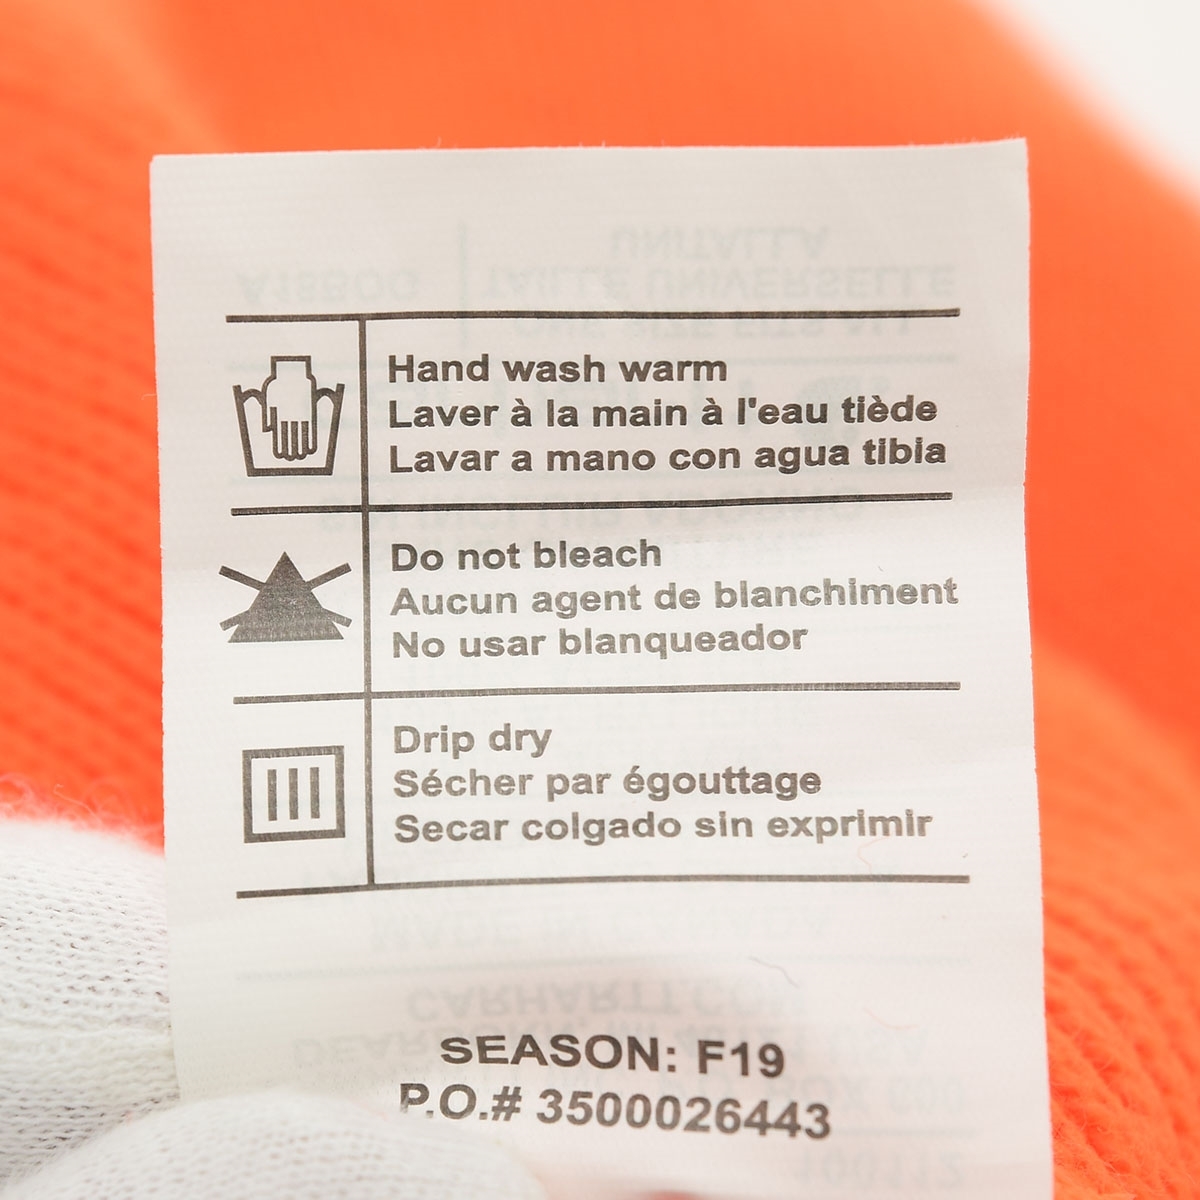 Hand wash warm
Laver à la main à l'eau tiède
Lavar a mano con agua tibia
Do not bleach
Aucun agent de blanchiment
No usar blanqueador
Drip dry
Sécher par égouttage
Secar colgado sin exprimir
SEASON: F19
P.O.# 3500026443